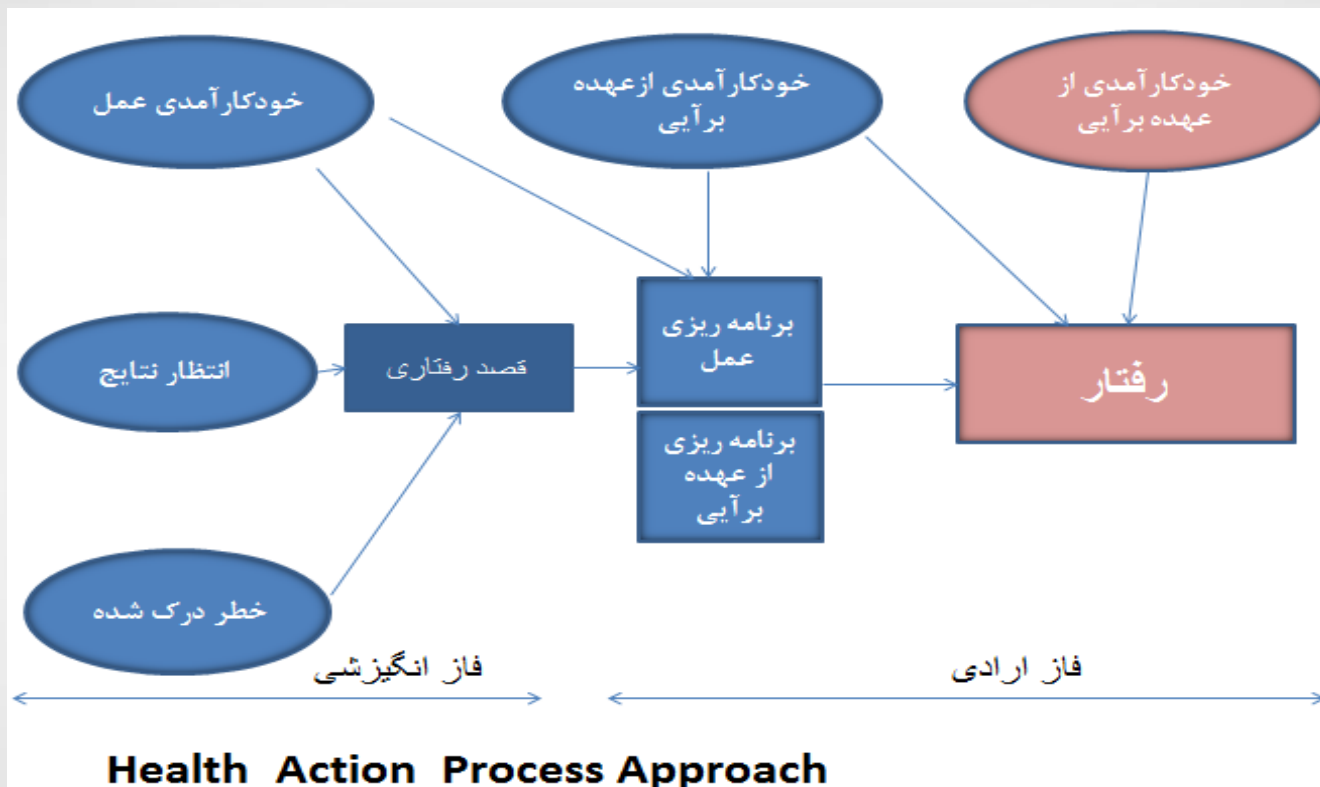 خودکارآمدی عمل
خودکارآمدی ازعهده
برآیی
خودکارآمدی از
عهده برآیی
انتظار نتایج
قصد رفتاری
برنامه ریزی
عمل
برنامه ریزی
از عهده
برآیی
رفتار
خطر درک شده
فاز انگیزشی
فاز ارادی
Health Action Process Approach